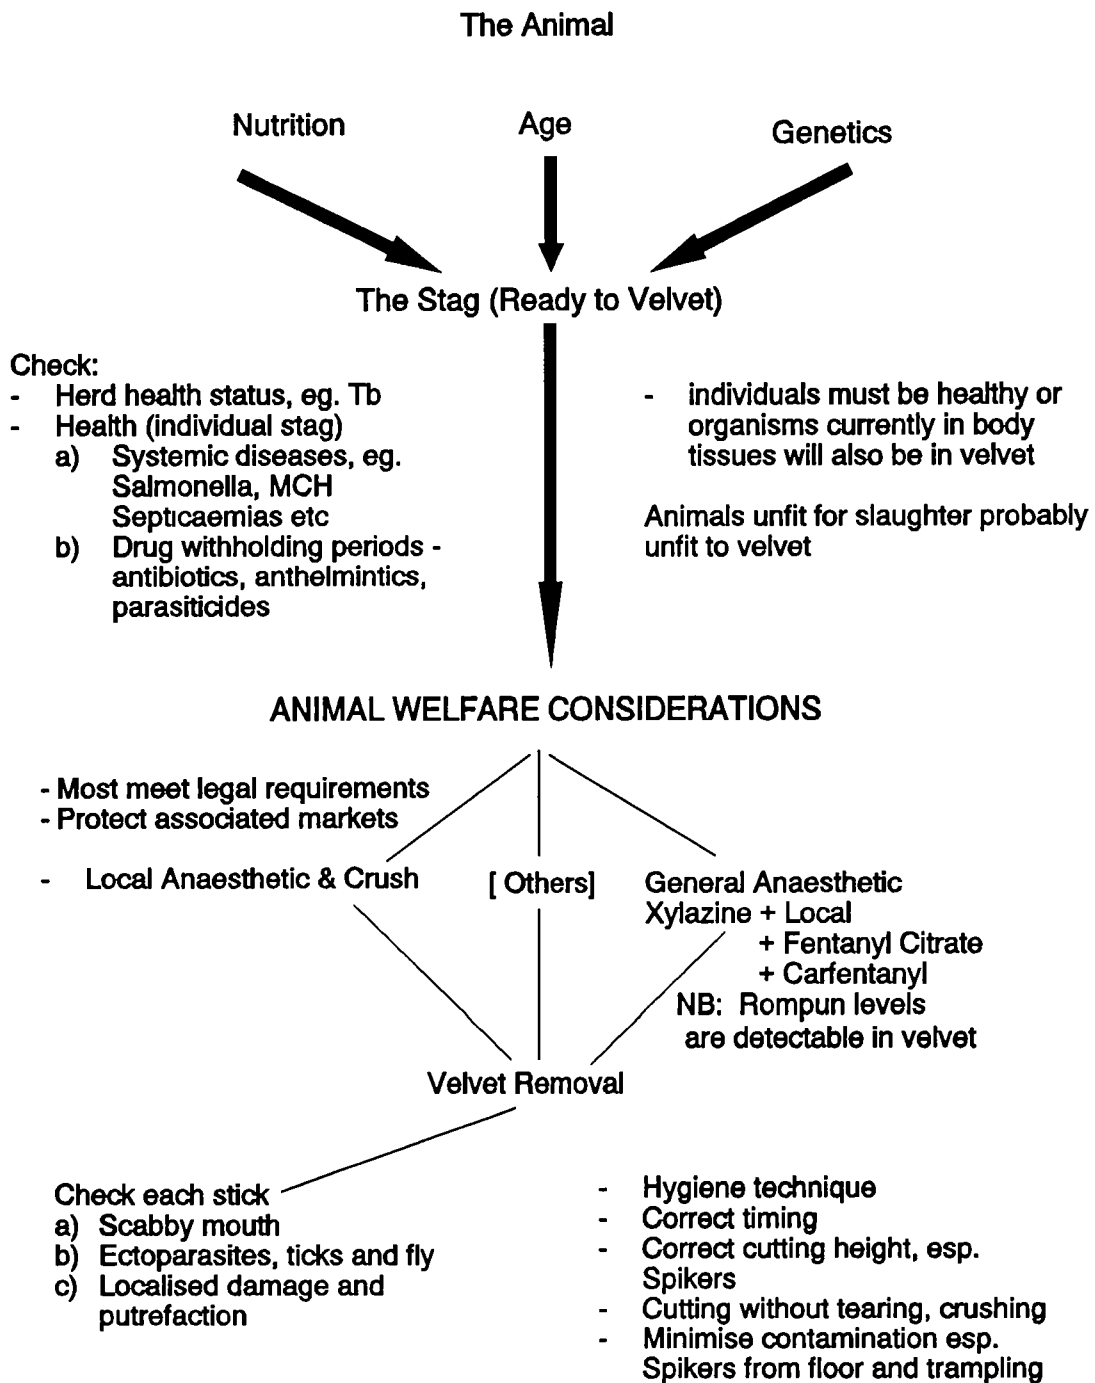 The Animal
Nutrition
Age
Genetics
The Stag (Ready to Velvet)
Check:
- Herd health status, eg. Tb
- Health (individual stag)
a) Systemic diseases, eg.
Salmonella, MCH
Septicaemias etc
b) Drug withholding periods -
antibiotics, anthelmintics,
parasiticides
- individuals must be healthy or
organisms currently in body
tissues will also be in velvet
Animals unfit for slaughter probably
unfit to velvet
ANIMAL WELFARE CONSIDERATIONS
- Most meet legal requirements
- Protect associated markets
- Local Anaesthetic & Crush
[ Others]
General Anaesthetic
Xylazine + Local
+ Fentanyl Citrate
+ Carfentanyl
NB: Rompun levels
are detectable in velvet
Velvet Removal
Check each stick
a) Scabby mouth
b) Ectoparasites, ticks and fly
c) Localised damage and
putrefaction
- Hygiene technique
- Correct timing
- Correct cutting height, esp.
Spikers
- Cutting without tearing, crushing
- Minimise contamination esp.
Spikers from floor and trampling